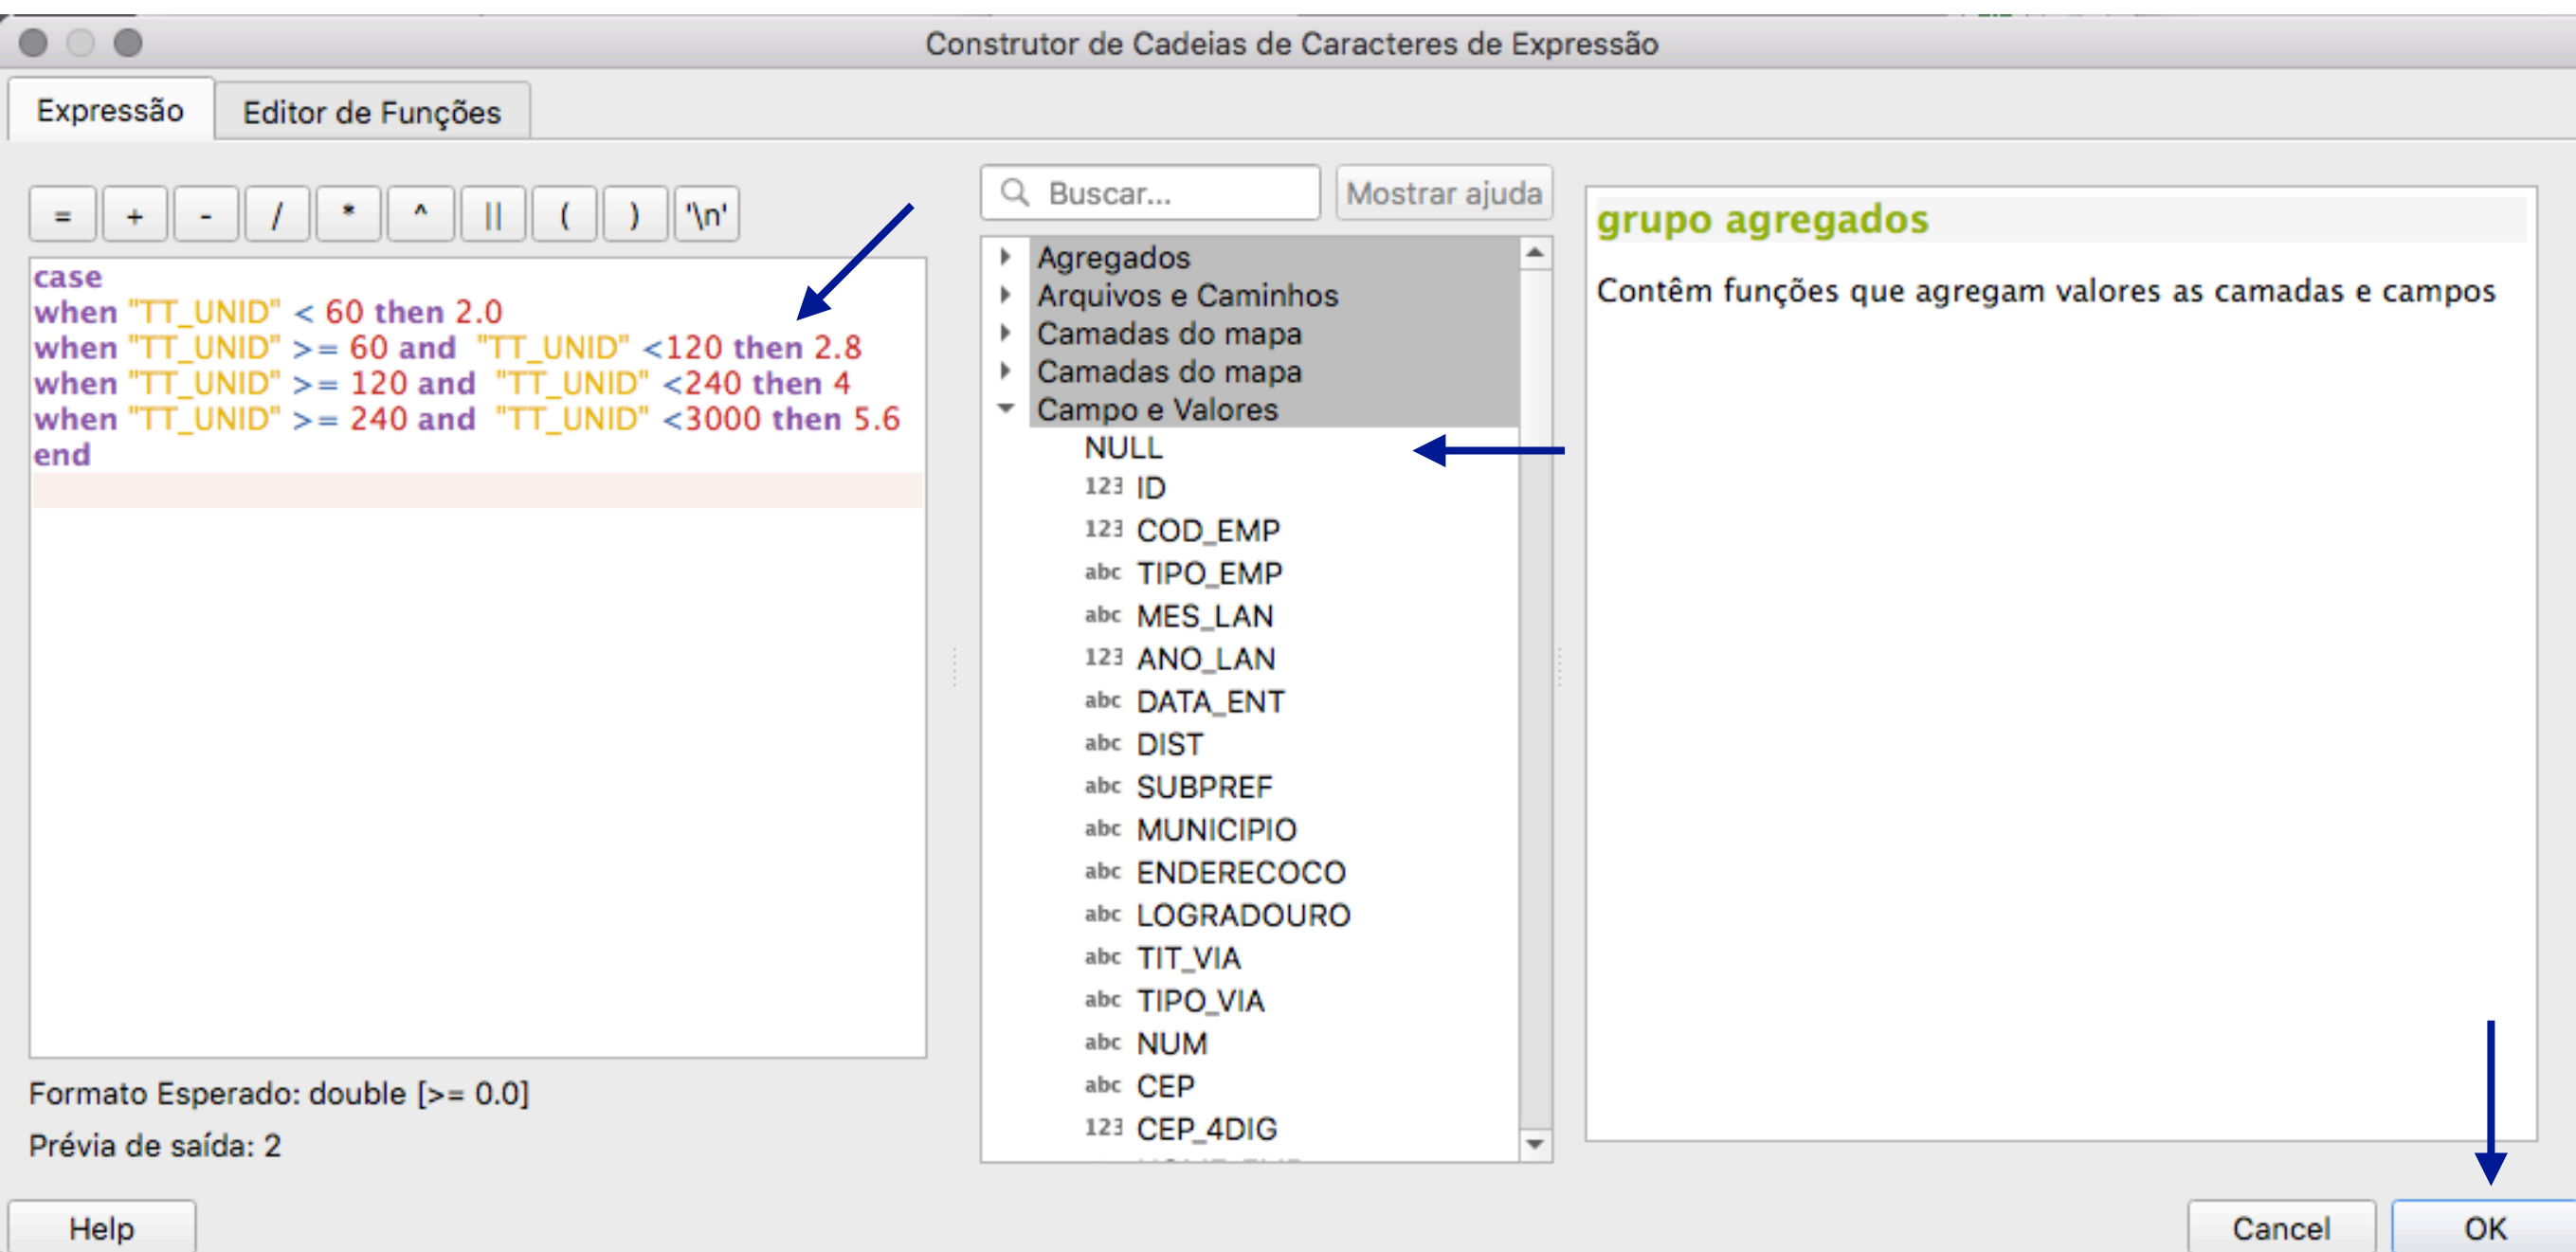 Construtor de Cadeias de Caracteres de Expressão
Expressão
Editor de Funções
= + - / * ^ || ( ) '\n'
case
when "TT_UNID" < 60 then 2.0
when "TT_UNID" >= 60 and "TT_UNID" <120 then 2.8
when "TT_UNID" >= 120 and "TT_UNID" <240 then 4
when "TT_UNID" >= 240 and "TT_UNID" <3000 then 5.6
end
Formato Esperado: double [>= 0.0]
Prévia de saída: 2
Buscar...
Mostrar ajuda
Agregados
Arquivos e Caminhos
Camadas do mapa
Camadas do mapa
Campo e Valores
NULL
123 ID
123 COD_EMP
abc TIPO_EMP
abc MES_LAN
123 ANO_LAN
abc DATA_ENT
abc DIST
abc SUBPREF
abc MUNICIPIO
abc ENDERECOCO
abc LOGRADOURO
abc TIT_VIA
abc TIPO_VIA
abc NUM
abc CEP
123 CEP_4DIG
grupo agregados
Contêm funções que agregam valores as camadas e campos
Help
Cancel
OK